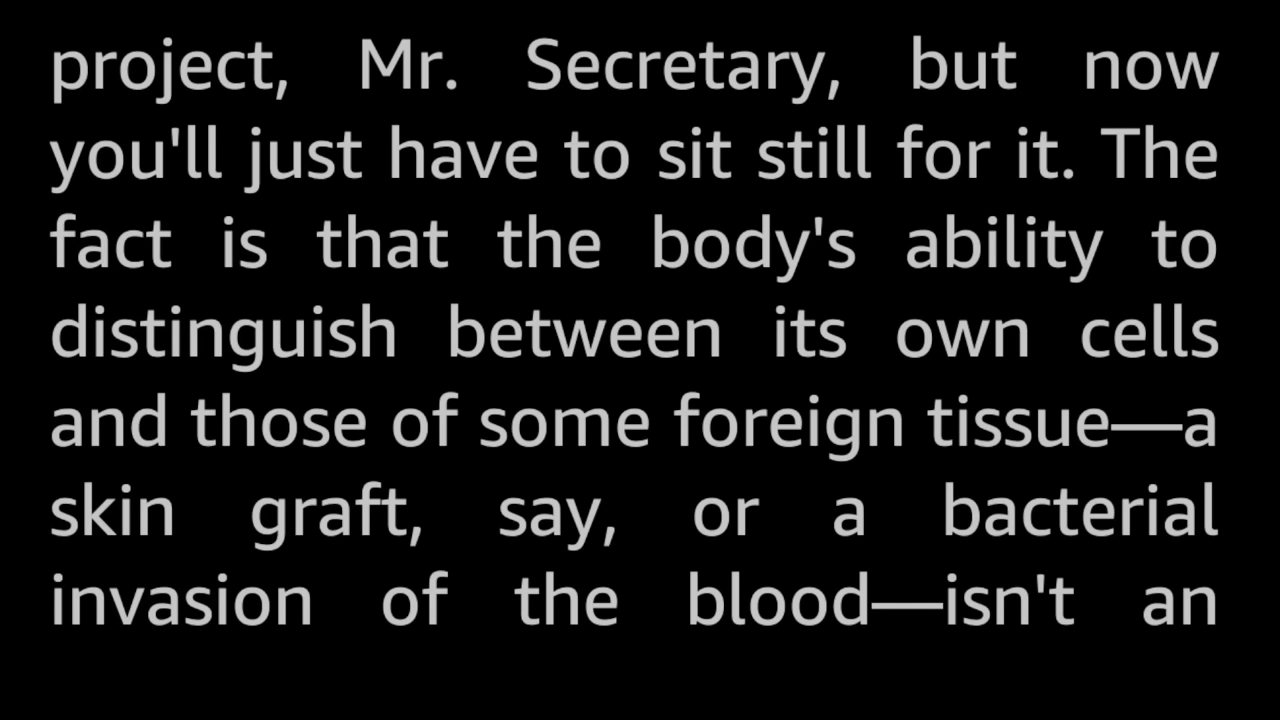 project, Mr. Secretary, but now
you'll just have to sit still for it. The
fact is that the body's ability to
distinguish between its own cells
and those of some foreign tissue—a
skin graft, say, or a bacterial
invasion of the blood—isn't an